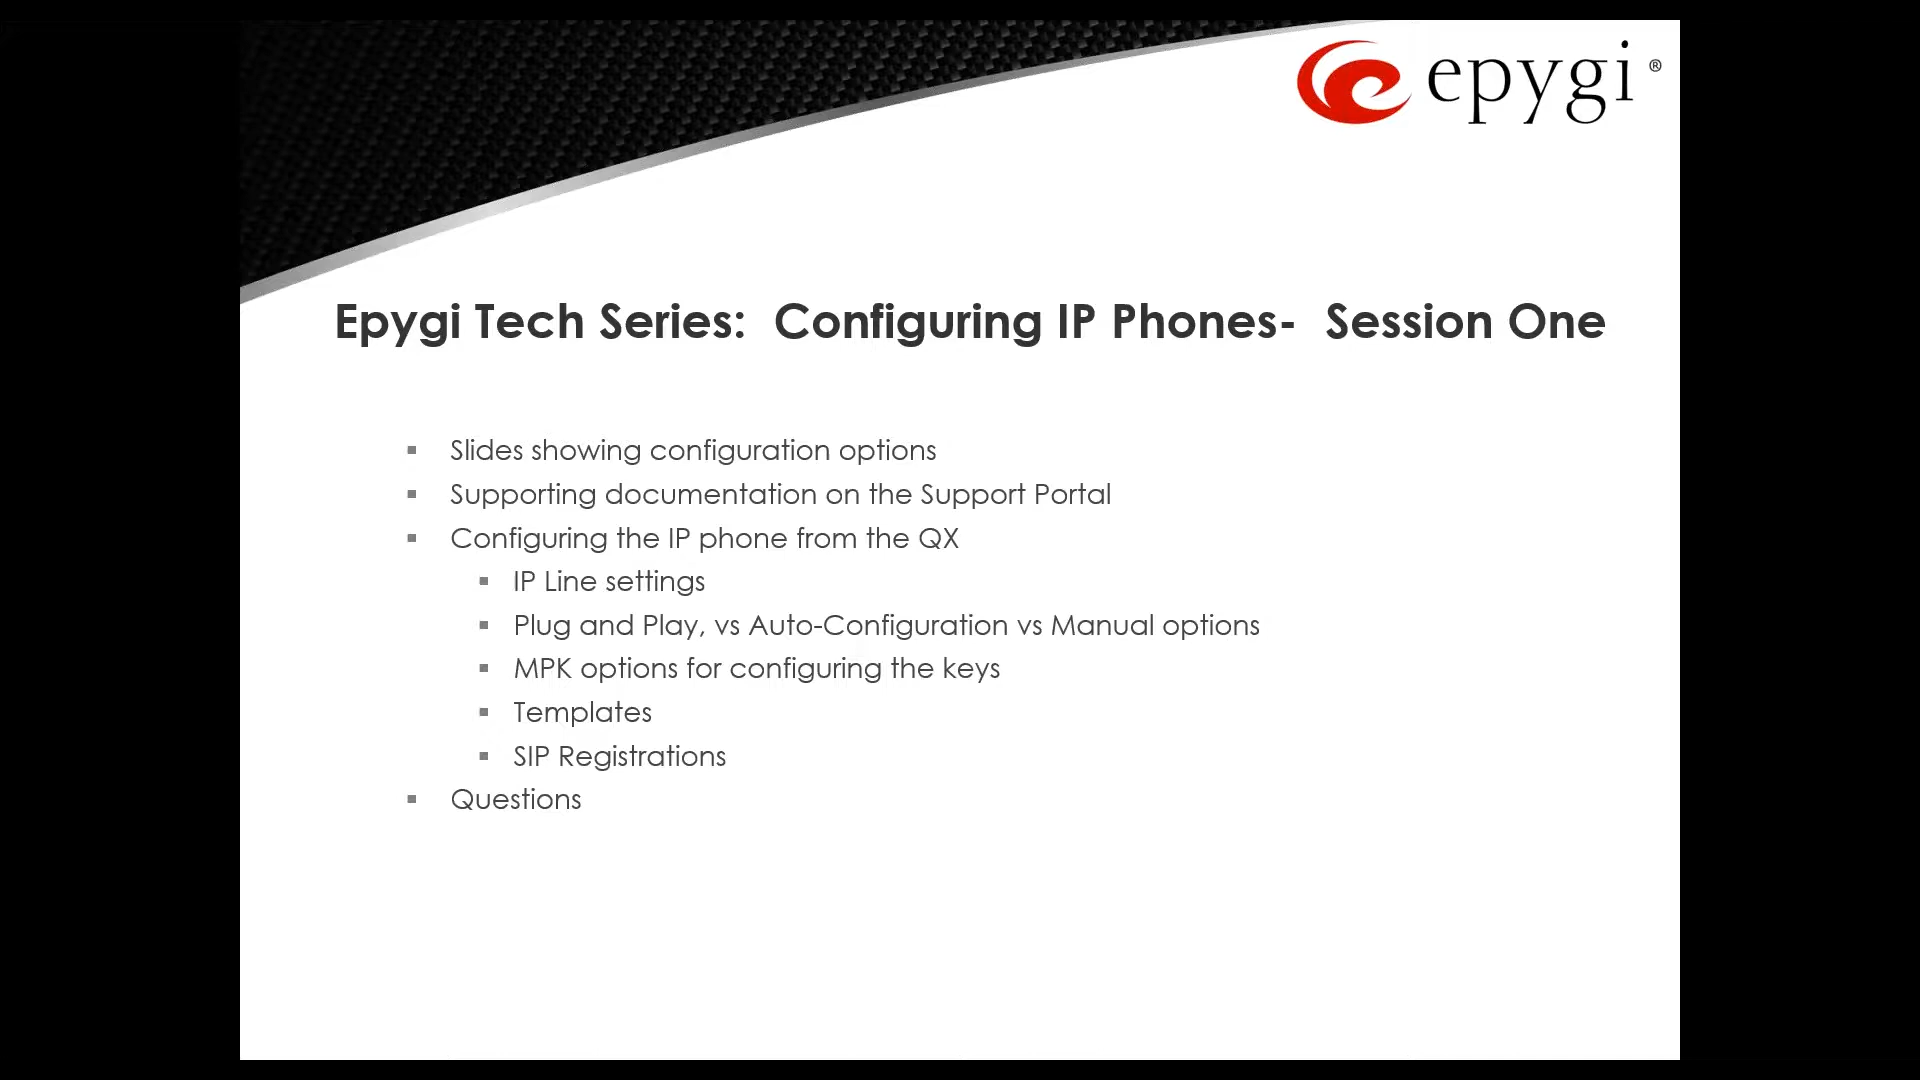 epygi®
Epygi Tech Series:  Configuring IP Phones-  Session One
▪ Slides showing configuration options
▪ Supporting documentation on the Support Portal
▪ Configuring the IP phone from the QX
▪ IP Line settings
▪ Plug and Play, vs Auto-Configuration vs Manual options
▪ MPK options for configuring the keys
▪ Templates
▪ SIP Registrations
▪ Questions